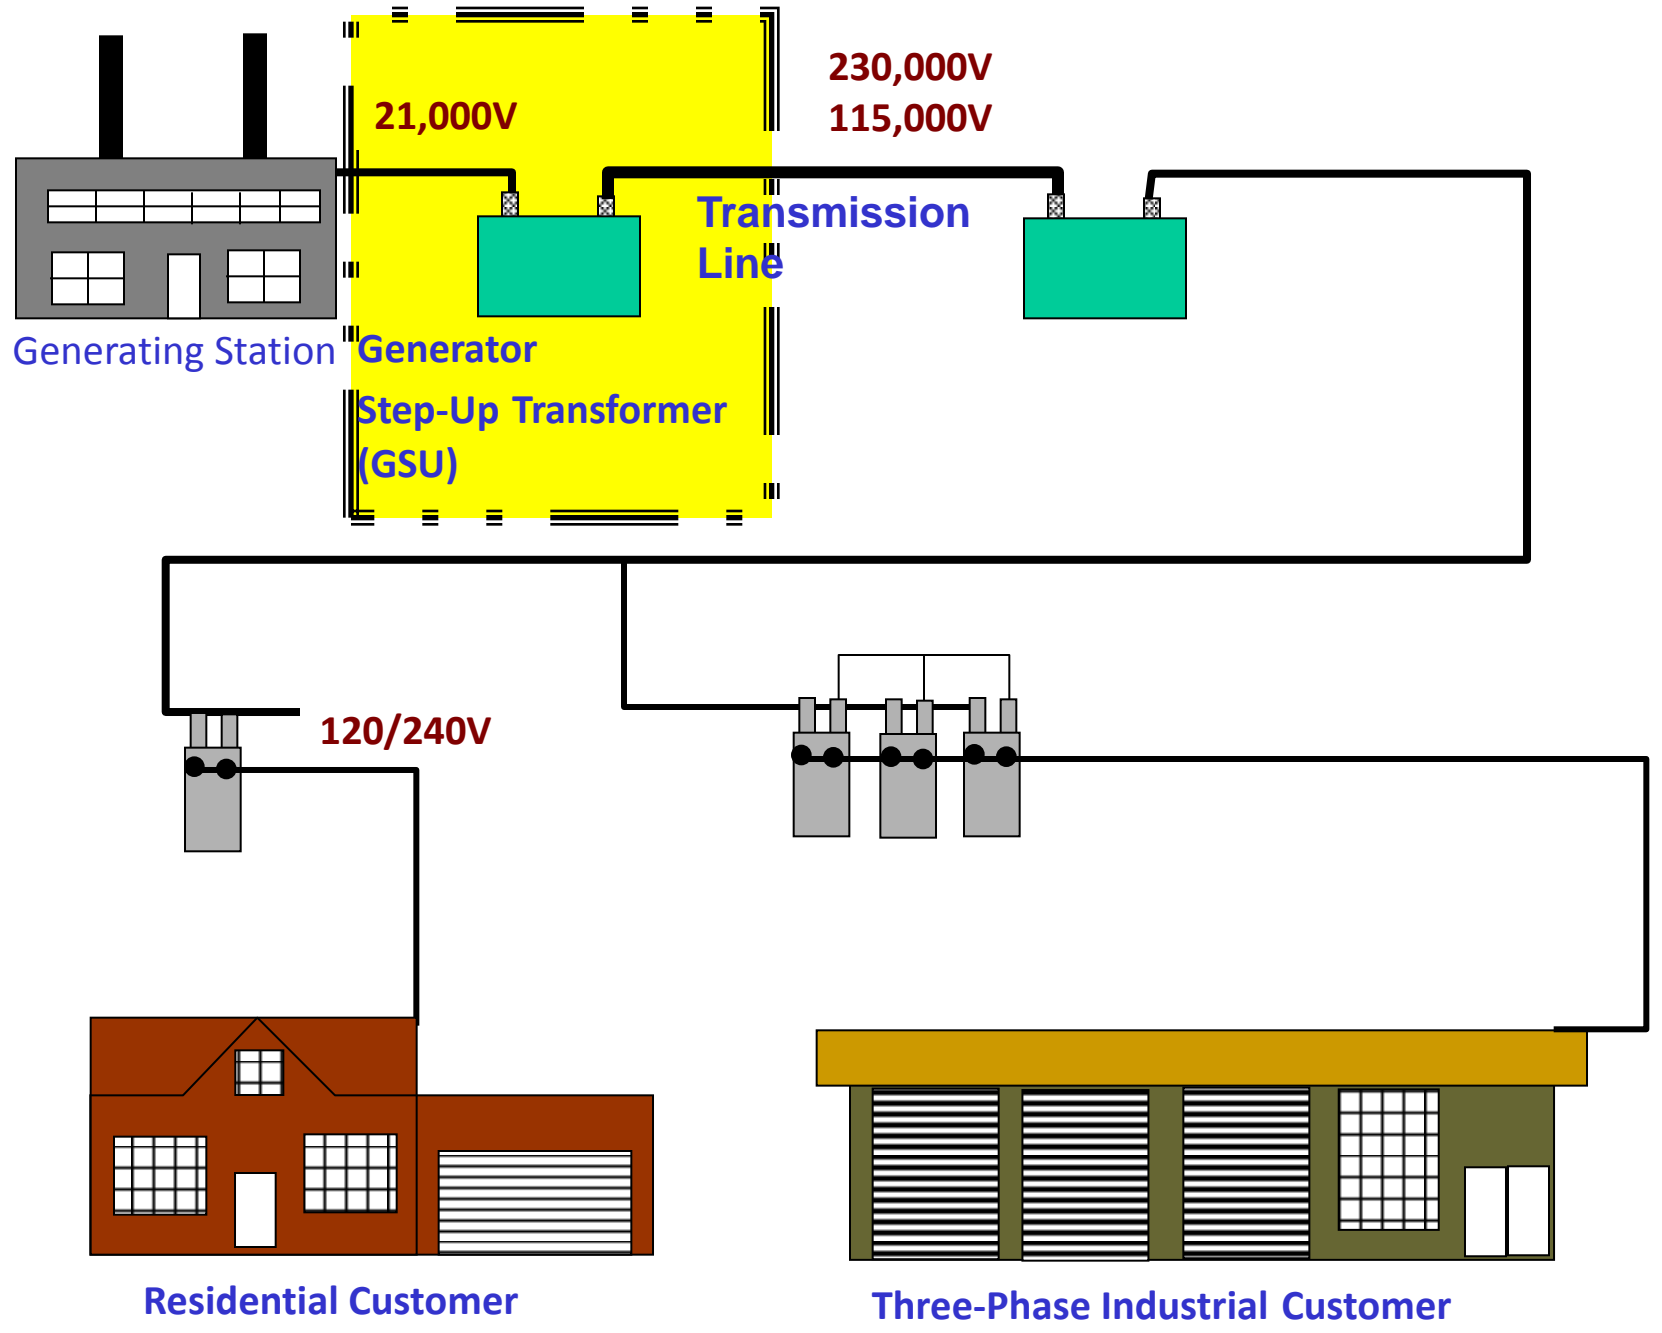 230,000V
21,000V
115,000V
Transmission
Line
Generating Station
Generator
Step-Up Transformer
(GSU)
120/240V
Residential Customer
Three-Phase Industrial Customer